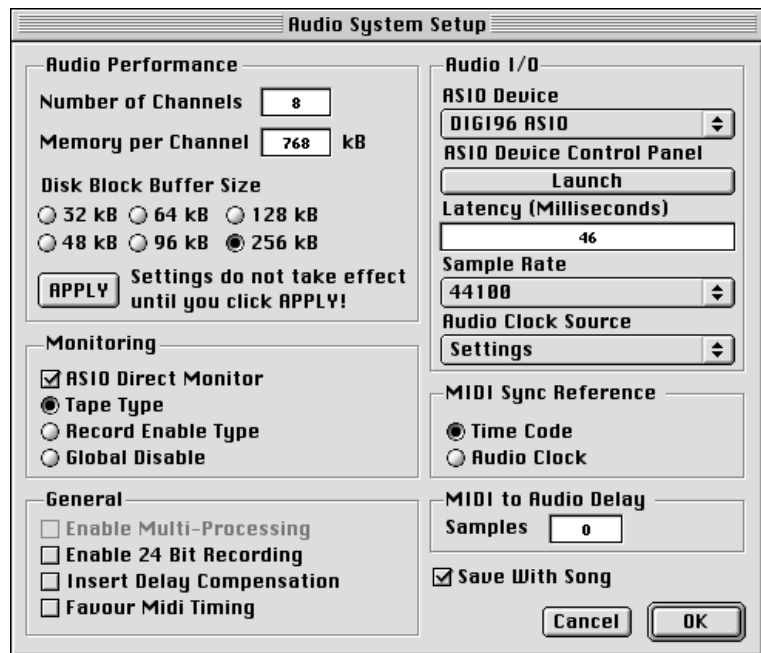 Audio System Setup
Audio Performance
Number of Channels 8
Memory per Channel 768 kB
Disk Block Buffer Size
32 kB 64 kB 128 kB
48 kB 96 kB 256 kB
APPLY Settings do not take effect
until you click APPLY!
Monitoring
ASIO Direct Monitor
Tape Type
Record Enable Type
Global Disable
General
Enable Multi-Processing
Enable 24 Bit Recording
Insert Delay Compensation
Favour Midi Timing
Audio I/O
ASIO Device
DIGI96 ASIO
ASIO Device Control Panel
Launch
Latency (Milliseconds)
46
Sample Rate
44100
Audio Clock Source
Settings
MIDI Sync Reference
Time Code
Audio Clock
MIDI to Audio Delay
Samples 0
Save With Song
Cancel OK